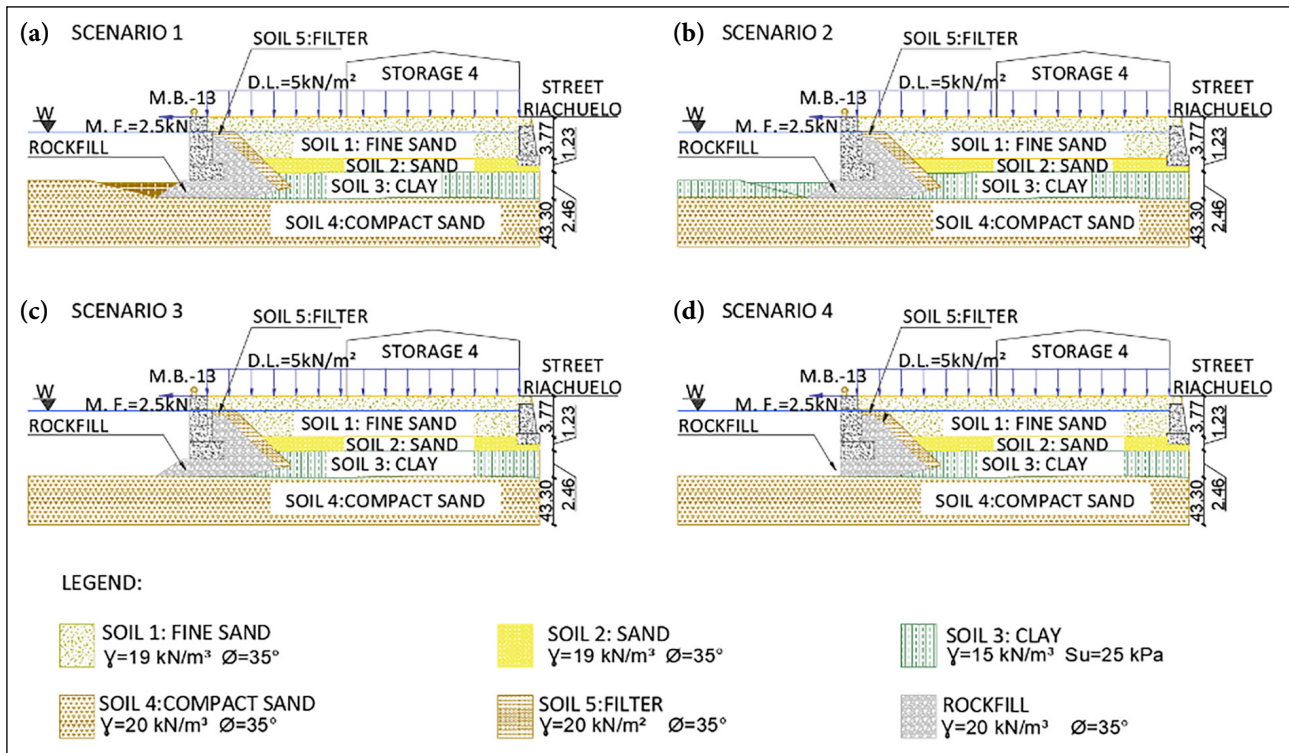 (a) SCENARIO 1
SOIL 5:FILTER
D.L.=5kN/m²
STORAGE 4
STREET
RIACHUELO
M.B.-13
W
M. F.=2.5kN
ROCKFILL
SOIL 1: FINE SAND
SOIL 2: SAND
SOIL 3: CLAY
SOIL 4:COMPACT SAND
3.77
1.23
43.30
2.46
(b) SCENARIO 2
SOIL 5:FILTER
D.L.=5kN/m²
STORAGE 4
STREET
RIACHUELO
M.B.-13
W
M. F.=2.5kN
ROCKFILL
SOIL 1: FINE SAND
SOIL 2: SAND
SOIL 3: CLAY
SOIL 4:COMPACT SAND
3.77
1.23
43.30
2.46
(c) SCENARIO 3
SOIL 5:FILTER
D.L.=5kN/m²
STORAGE 4
STREET
RIACHUELO
M.B.-13
W
M. F.=2.5kN
ROCKFILL
SOIL 1: FINE SAND
SOIL 2: SAND
SOIL 3: CLAY
SOIL 4:COMPACT SAND
3.77
1.23
43.30
2.46
(d) SCENARIO 4
SOIL 5:FILTER
D.L.=5kN/m²
STORAGE 4
STREET
RIACHUELO
M.B.-13
W
M. F.=2.5kN
ROCKFILL
SOIL 1: FINE SAND
SOIL 2: SAND
SOIL 3: CLAY
SOIL 4:COMPACT SAND
3.77
1.23
43.30
2.46
LEGEND:
SOIL 1: FINE SAND
Ɣ=19 kN/m³ Ø=35°
SOIL 2: SAND
Ɣ=19 kN/m³ Ø=35°
SOIL 3: CLAY
Ɣ=15 kN/m³ Su=25 kPa
SOIL 4:COMPACT SAND
Ɣ=20 kN/m³ Ø=35°
SOIL 5:FILTER
Ɣ=20 kN/m² Ø=35°
ROCKFILL
Ɣ=20 kN/m³ Ø=35°